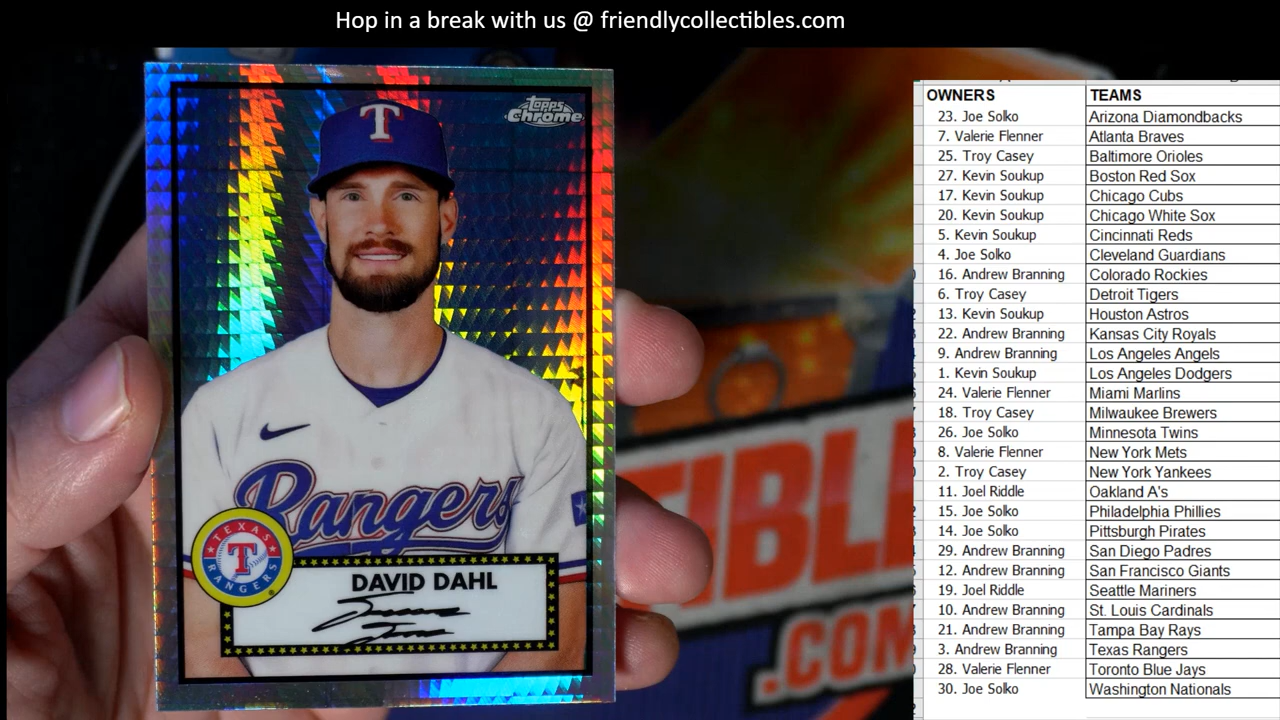 Hop in a break with us @ friendlycollectibles.com
Topps
Chrome
T
Rangers
TEXAS
T
RANGERS
DAVID DAHL
IBL
.COM
OWNERS TEAMS
23. Joe Solko Arizona Diamondbacks
7. Valerie Flenner Atlanta Braves
25. Troy Casey Baltimore Orioles
27. Kevin Soukup Boston Red Sox
17. Kevin Soukup Chicago Cubs
20. Kevin Soukup Chicago White Sox
5. Kevin Soukup Cincinnati Reds
4. Joe Solko Cleveland Guardians
16. Andrew Branning Colorado Rockies
6. Troy Casey Detroit Tigers
13. Kevin Soukup Houston Astros
22. Andrew Branning Kansas City Royals
9. Andrew Branning Los Angeles Angels
1. Kevin Soukup Los Angeles Dodgers
24. Valerie Flenner Miami Marlins
18. Troy Casey Milwaukee Brewers
26. Joe Solko Minnesota Twins
8. Valerie Flenner New York Mets
2. Troy Casey New York Yankees
11. Joel Riddle Oakland A's
15. Joe Solko Philadelphia Phillies
14. Joe Solko Pittsburgh Pirates
29. Andrew Branning San Diego Padres
12. Andrew Branning San Francisco Giants
19. Joel Riddle Seattle Mariners
10. Andrew Branning St. Louis Cardinals
21. Andrew Branning Tampa Bay Rays
3. Andrew Branning Texas Rangers
28. Valerie Flenner Toronto Blue Jays
30. Joe Solko Washington Nationals